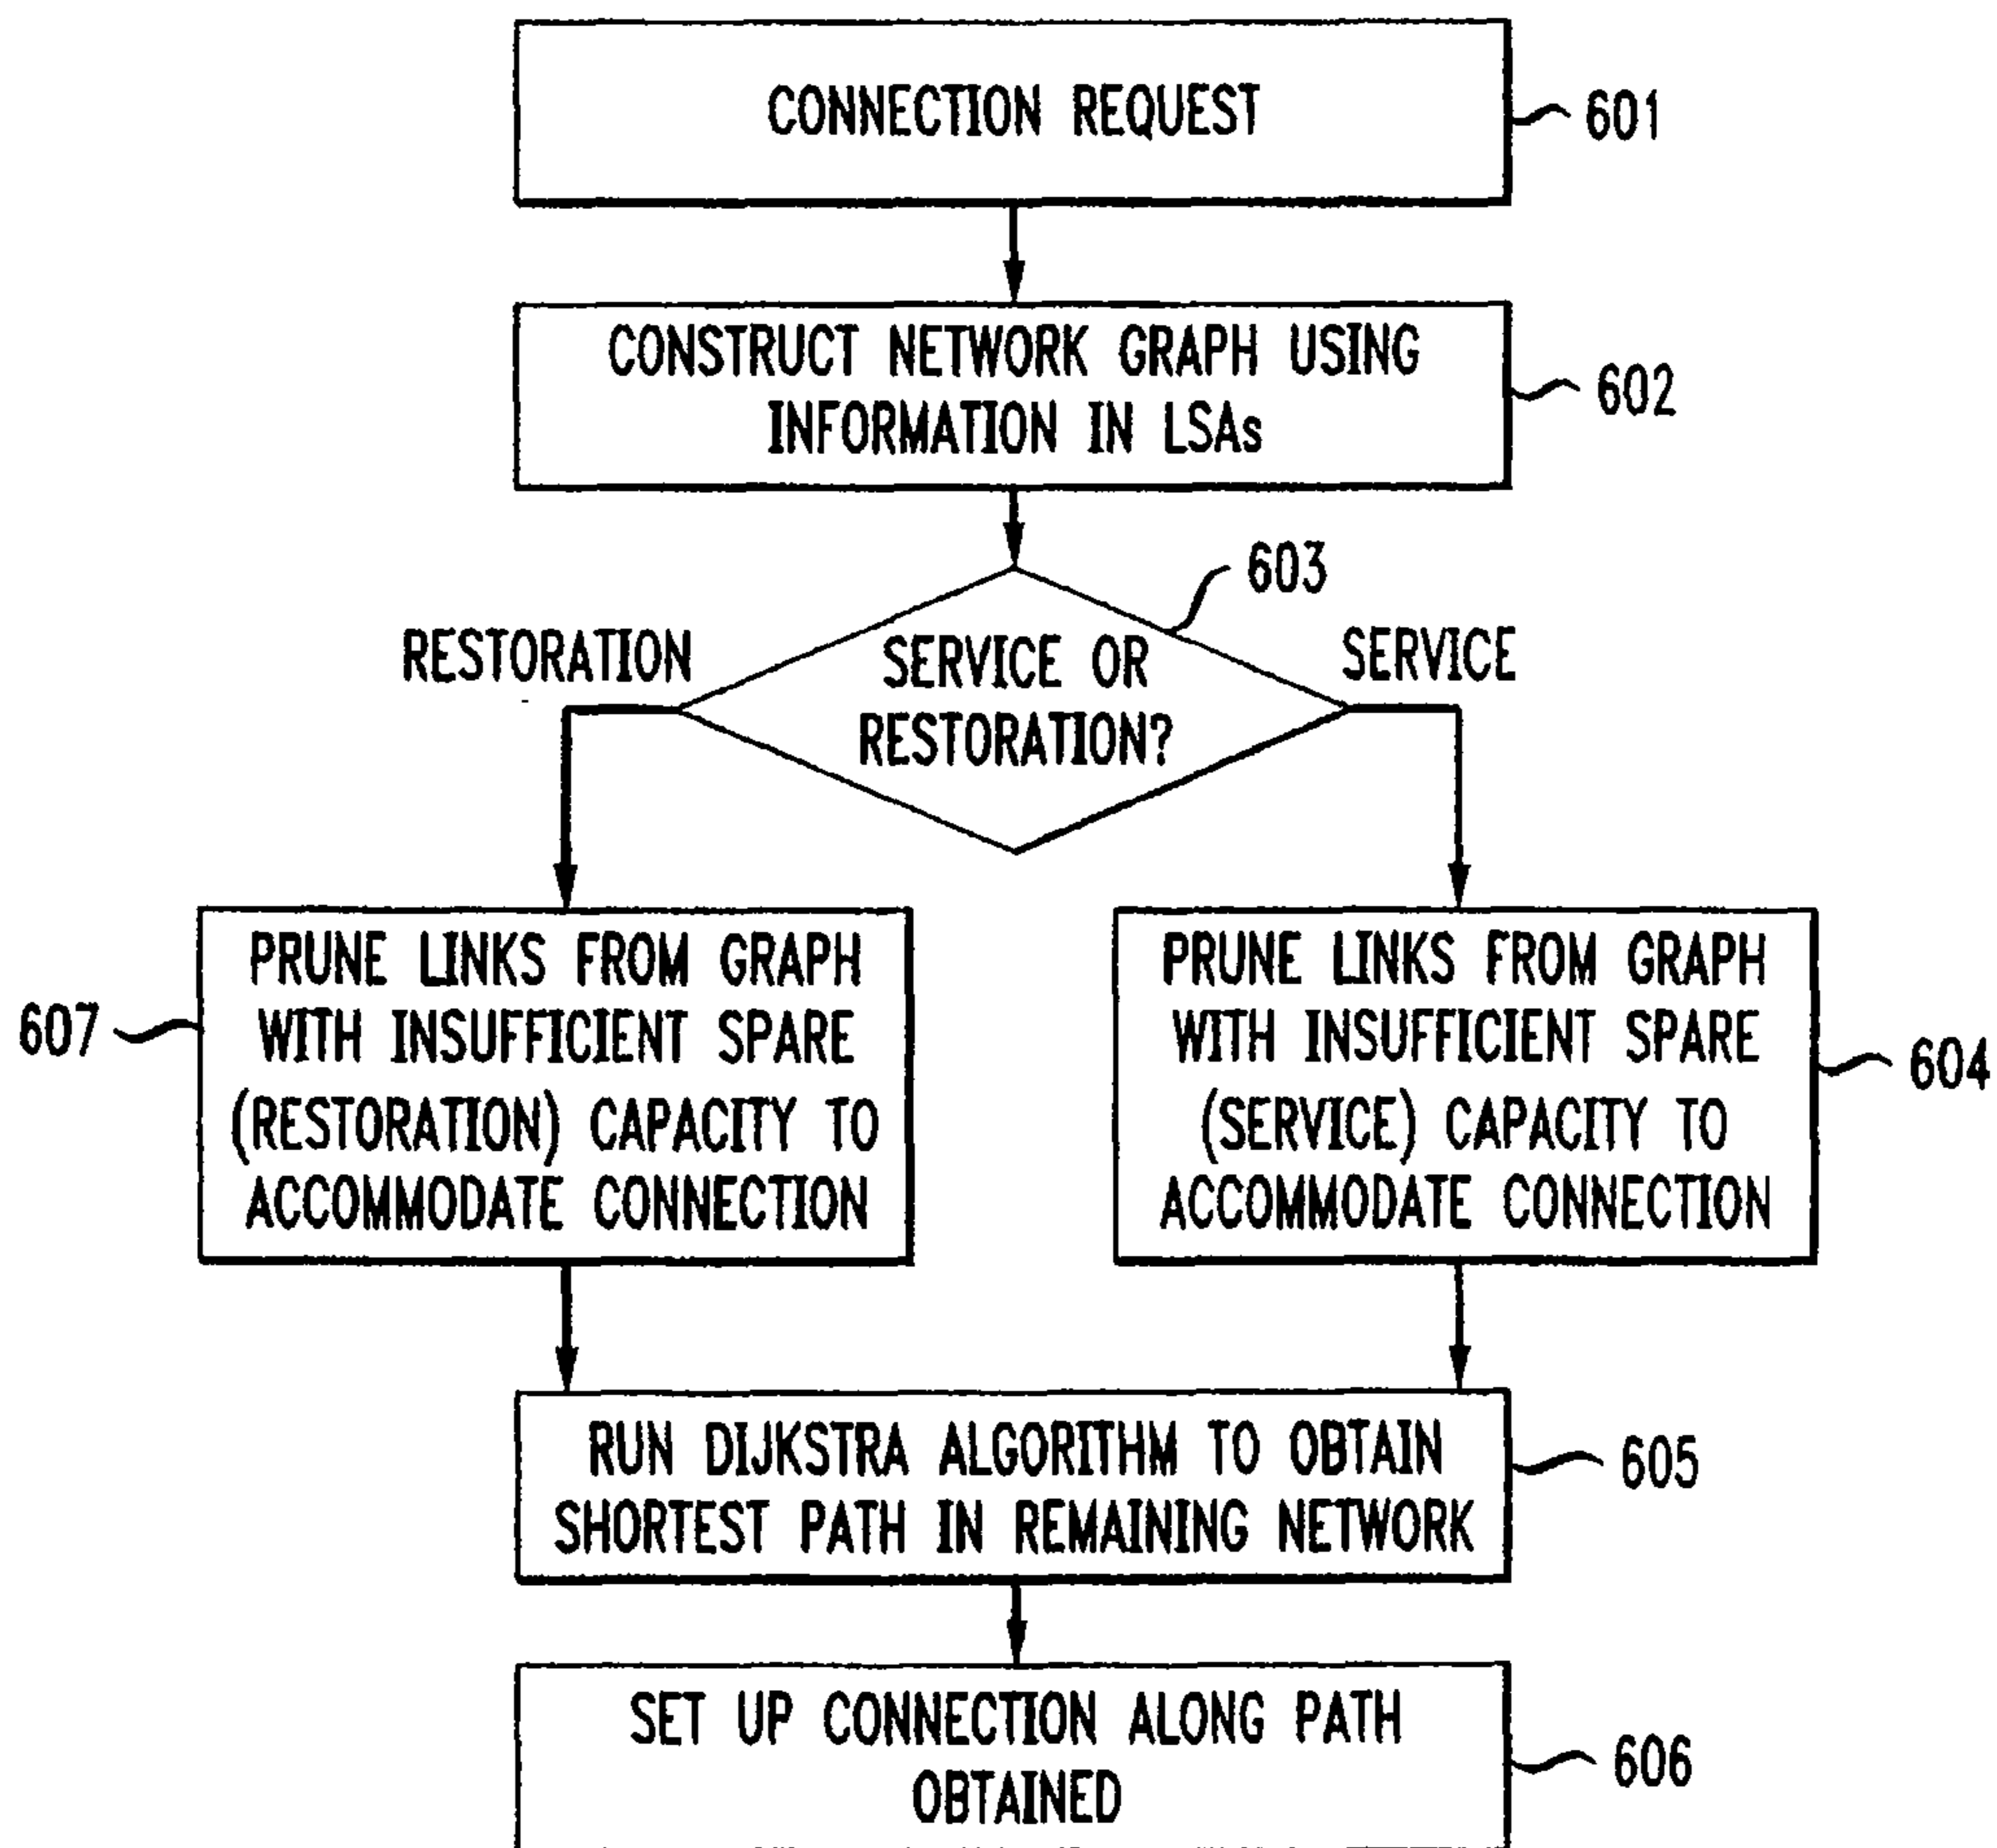 CONNECTION REQUEST
601
CONSTRUCT NETWORK GRAPH USING
INFORMATION IN LSAs
602
603
RESTORATION
SERVICE OR
RESTORATION?
SERVICE
PRUNE LINKS FROM GRAPH
WITH INSUFFICIENT SPARE
(RESTORATION) CAPACITY TO
ACCOMMODATE CONNECTION
607
PRUNE LINKS FROM GRAPH
WITH INSUFFICIENT SPARE
(SERVICE) CAPACITY TO
ACCOMMODATE CONNECTION
604
RUN DIJKSTRA ALGORITHM TO OBTAIN
SHORTEST PATH IN REMAINING NETWORK
605
SET UP CONNECTION ALONG PATH
OBTAINED
606